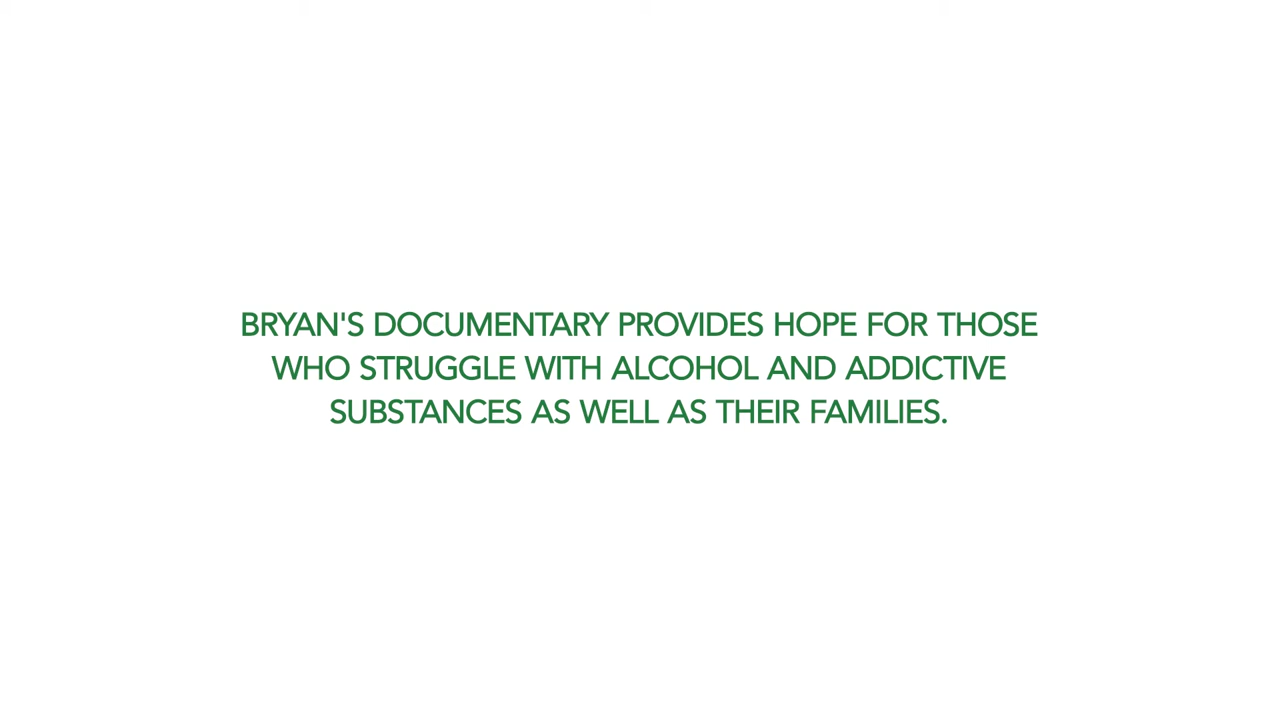 BRYAN'S DOCUMENTARY PROVIDES HOPE FOR THOSE
WHO STRUGGLE WITH ALCOHOL AND ADDICTIVE
SUBSTANCES AS WELL AS THEIR FAMILIES.